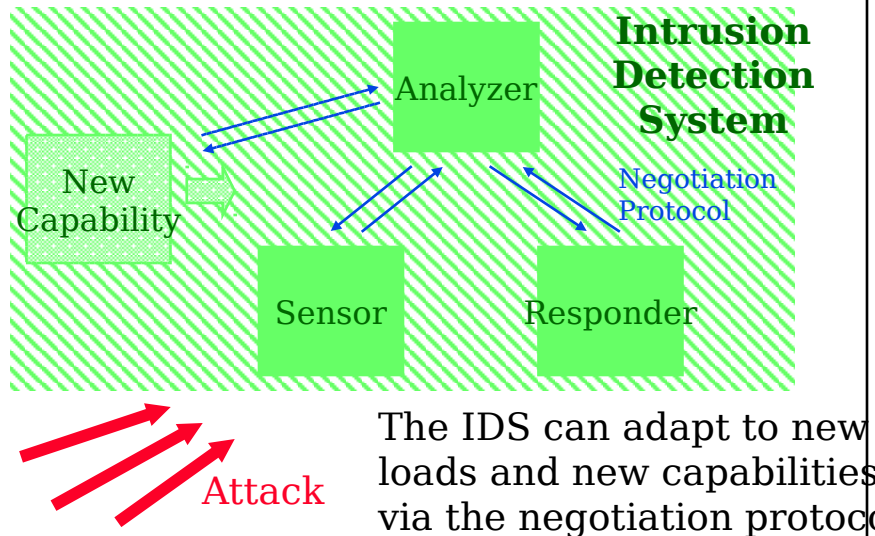 Intrusion
Detection
System
Analyzer
New
Capability
Negotiation
Protocol
Sensor
Responder
Attack
The IDS can adapt to new
loads and new capabilities
via the negotiation